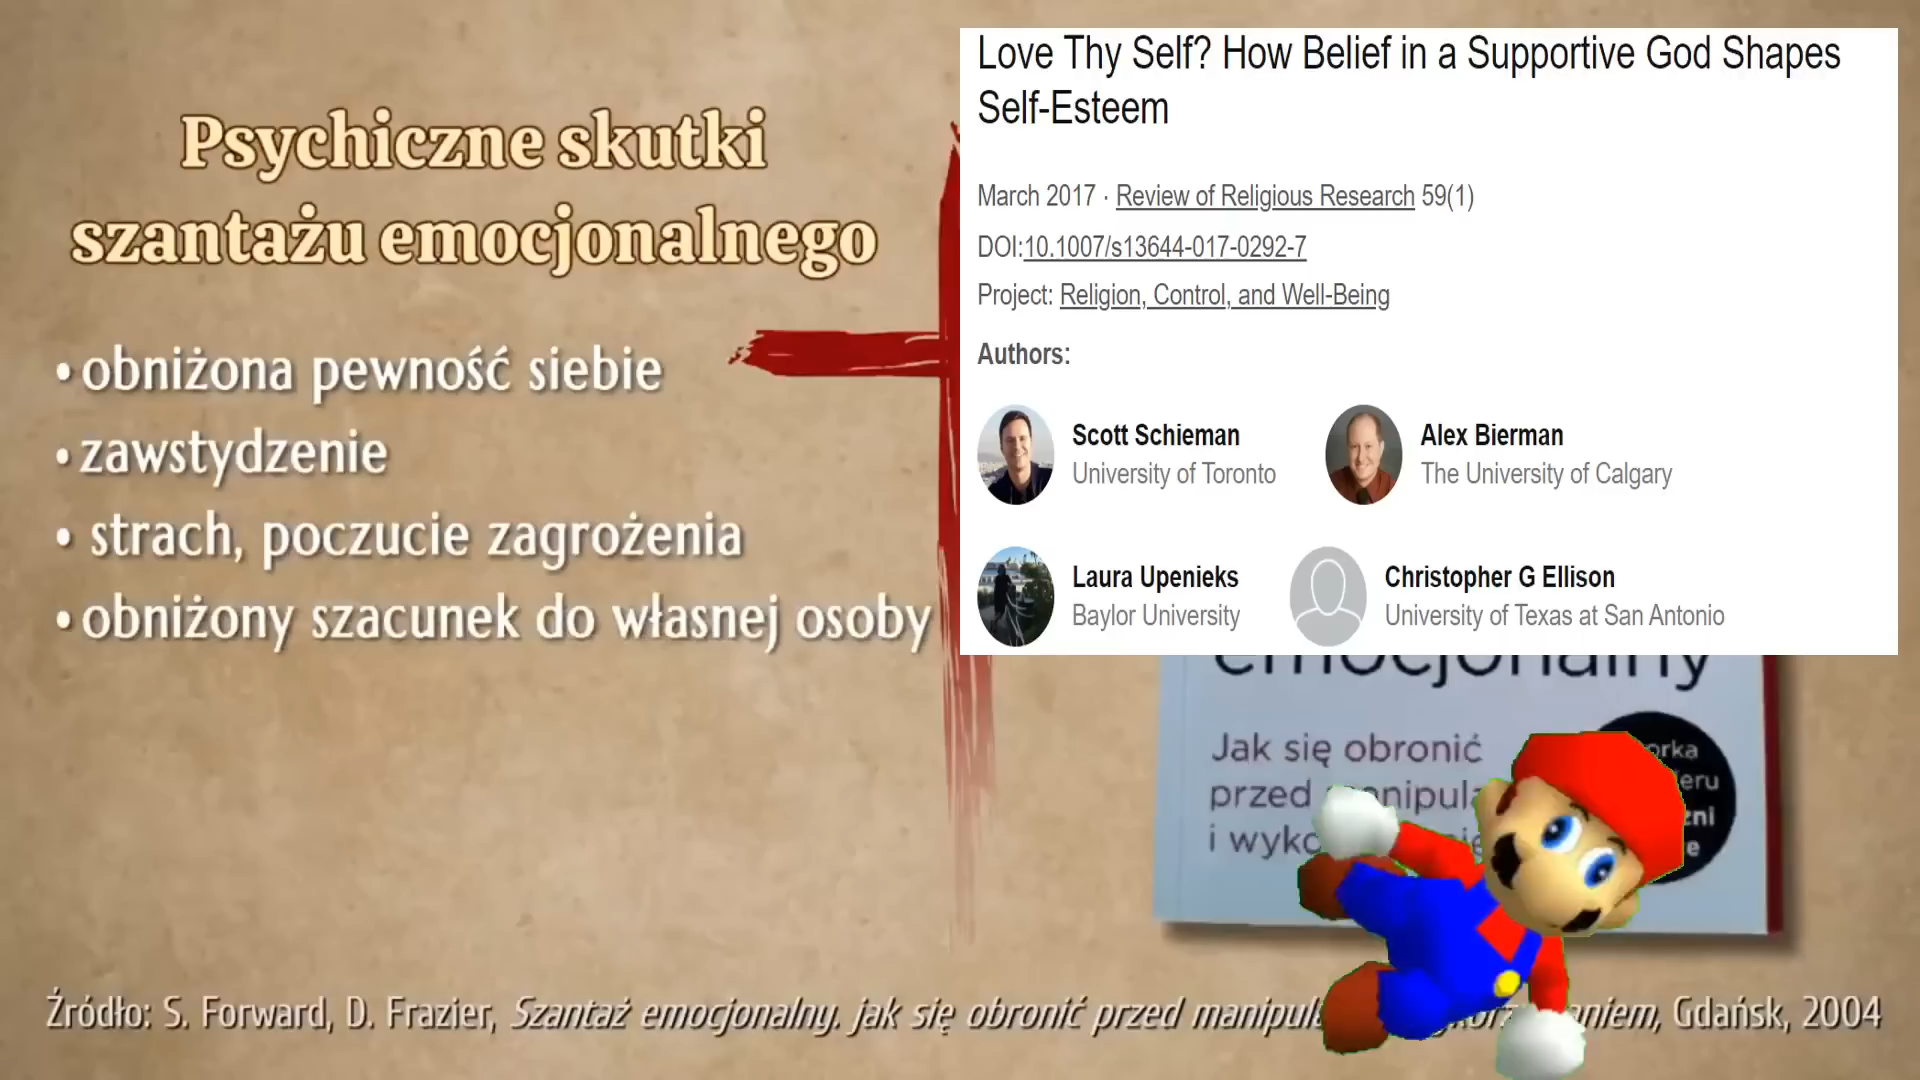 Psychiczne skutki
szantażu emocjonalnego
• obniżona pewność siebie
• zawstydzenie
• strach, poczucie zagrożenia
• obniżony szacunek do własnej osoby
Love Thy Self? How Belief in a Supportive God Shapes
Self-Esteem
March 2017 · Review of Religious Research 59(1)
DOI:10.1007/s13644-017-0292-7
Project: Religion, Control, and Well-Being
Authors:
Scott Schieman
University of Toronto
Alex Bierman
The University of Calgary
Laura Upenieks
Baylor University
Christopher G Ellison
University of Texas at San Antonio
emocjonalny
Jak się obronić
przed
i
Źródło: S. Forward, D. Frazier, Szantaż emocjonalny. jak się obronić przed Gdańsk, 2004